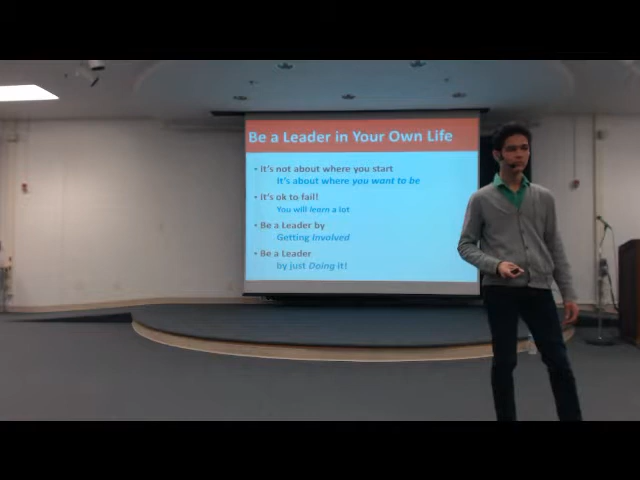 Be a Leader in Your Own Life
• It's not about where you start
It's about where you want to be
• It's ok to fail!
You will learn a lot
• Be a Leader by
Getting Involved
• Be a Leader
by just Doing it!